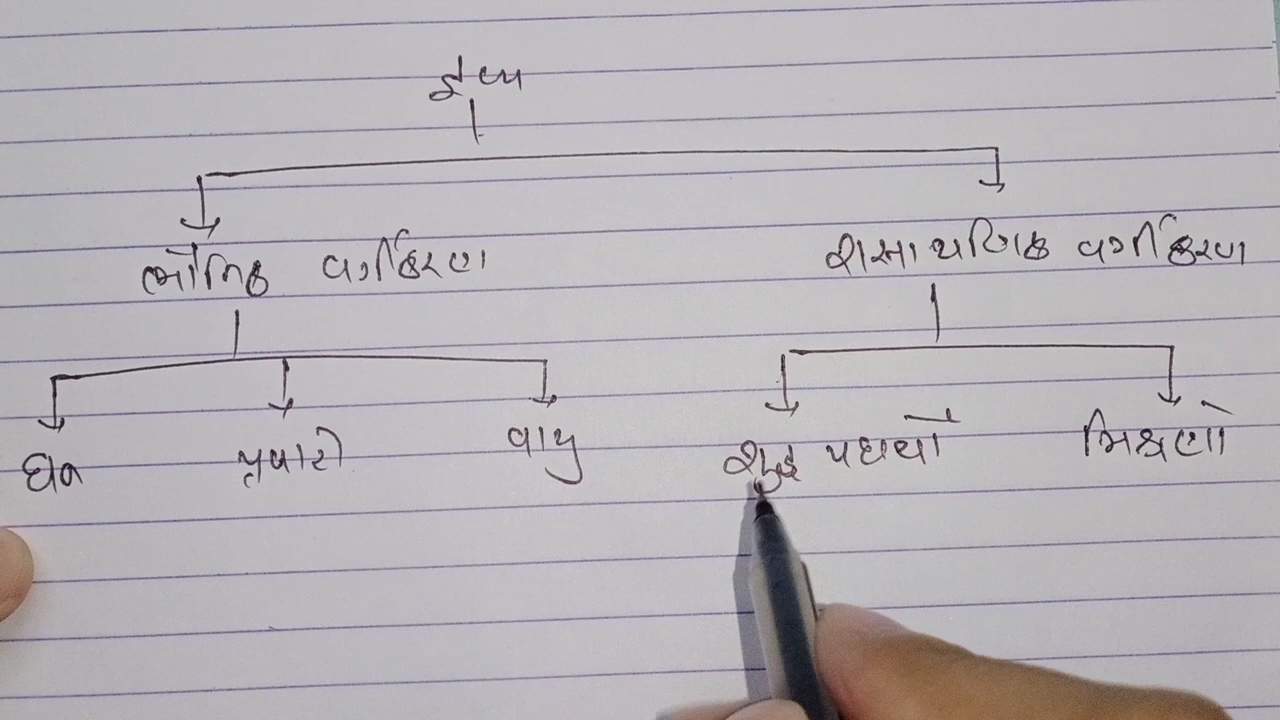 દ્રવ્ય
ભૌતિક વર્ગીકરણ રાસાયણિક વર્ગીકરણ
ઘન પ્રવાહી વાયુ શુદ્ધ પદાર્થો મિશ્રણો